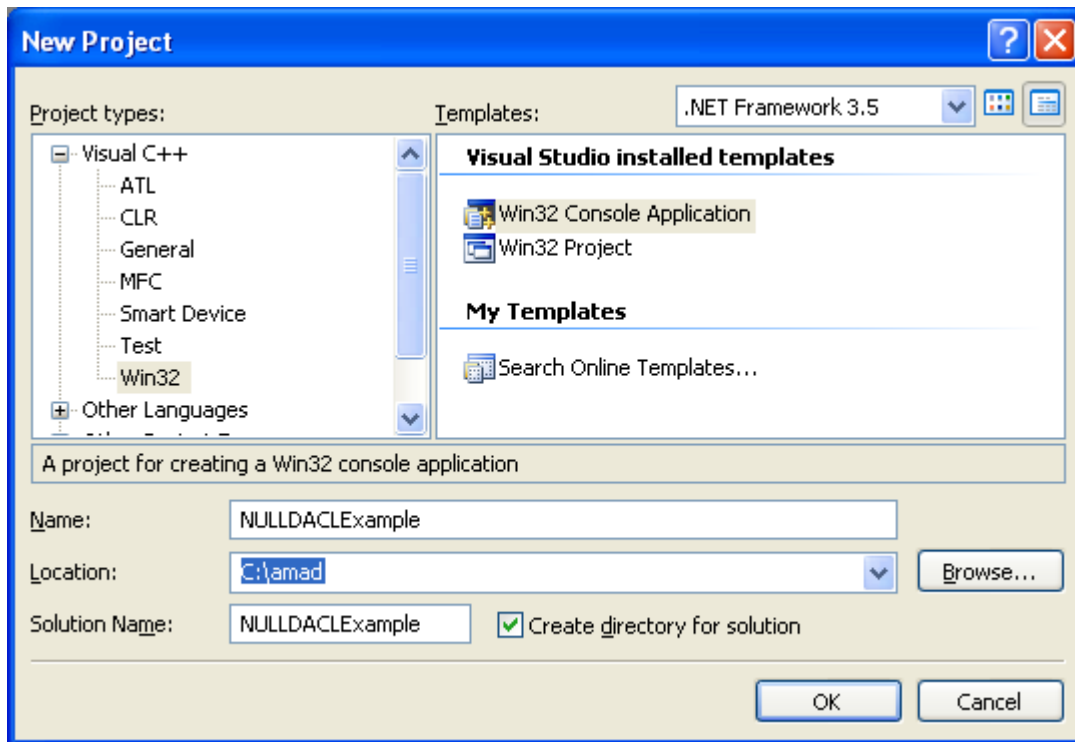 New Project
Project types:
Templates:
.NET Framework 3.5
Visual C++
ATL
CLR
General
MFC
Smart Device
Test
Win32
Other Languages
Visual Studio installed templates
Win32 Console Application
Win32 Project
My Templates
Search Online Templates...
A project for creating a Win32 console application
Name:
NULLDACLExample
Location:
C:\amad
Browse...
Solution Name:
NULLDACLExample
Create directory for solution
OK
Cancel